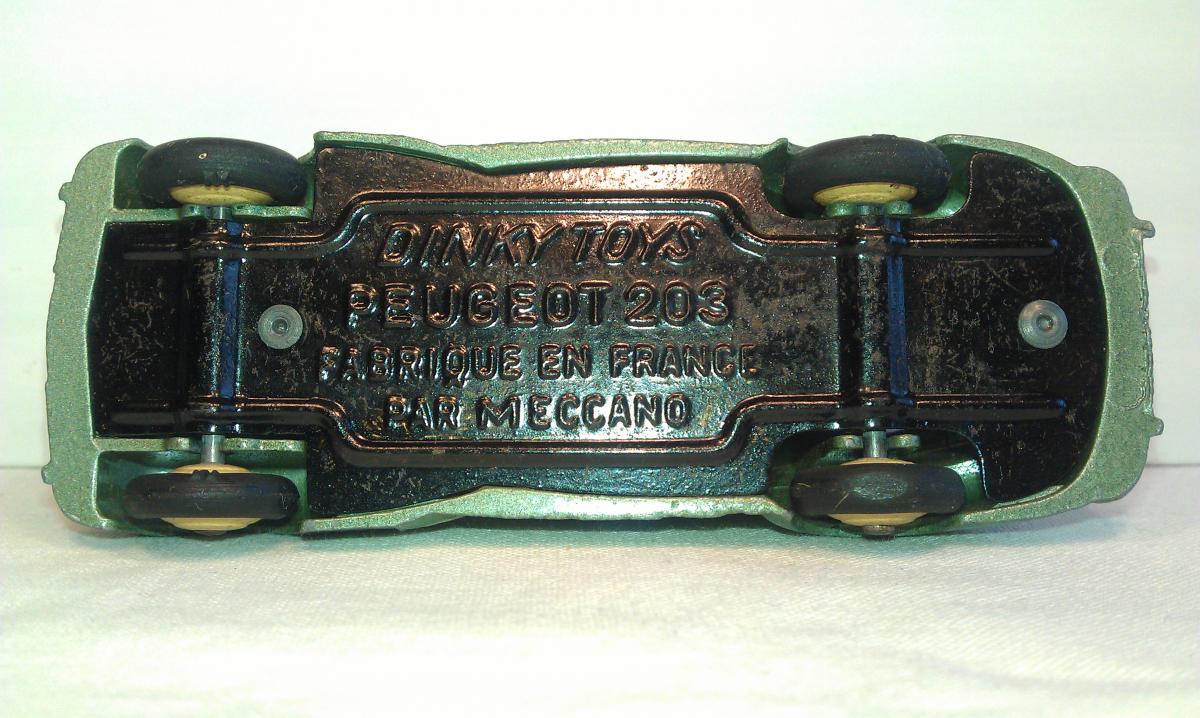 DINKY TOYS
PEUGEOT 203
FABRIQUE EN FRANCE
PAR MECCANO